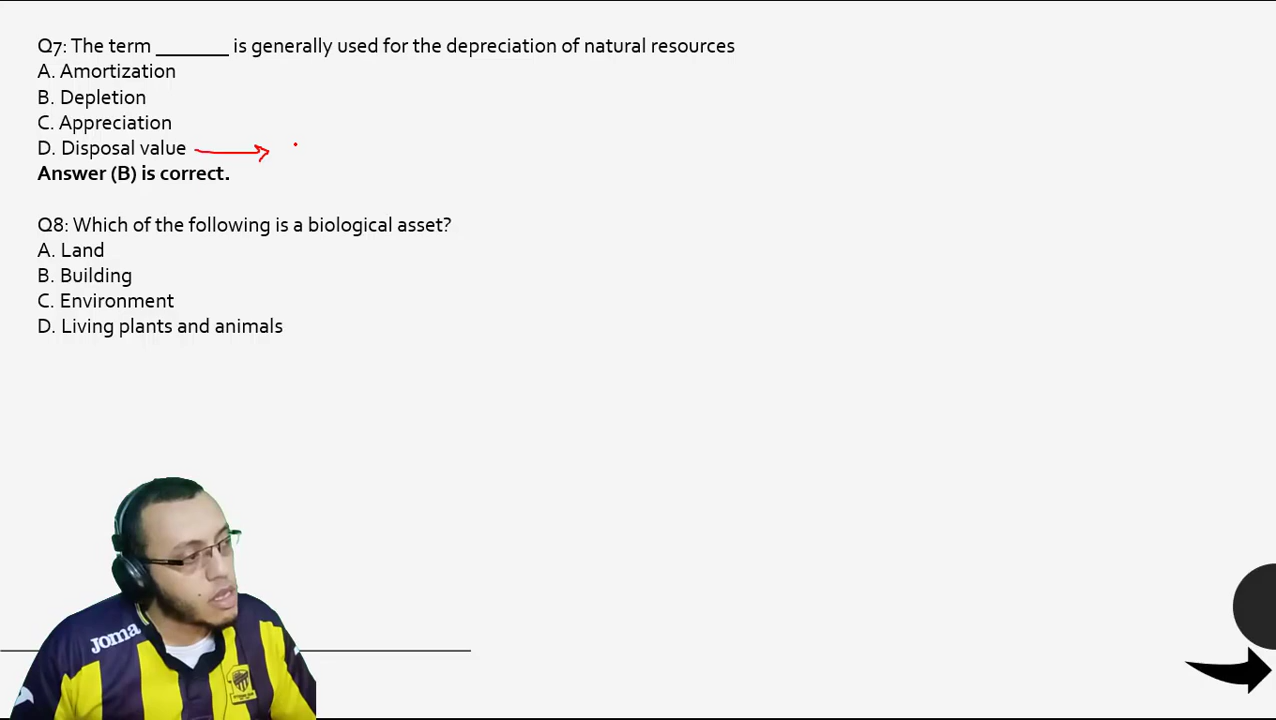 Q7: The term _______ is generally used for the depreciation of natural resources
A. Amortization
B. Depletion
C. Appreciation
D. Disposal value
Answer (B) is correct.
Q8: Which of the following is a biological asset?
A. Land
B. Building
C. Environment
D. Living plants and animals
Joma